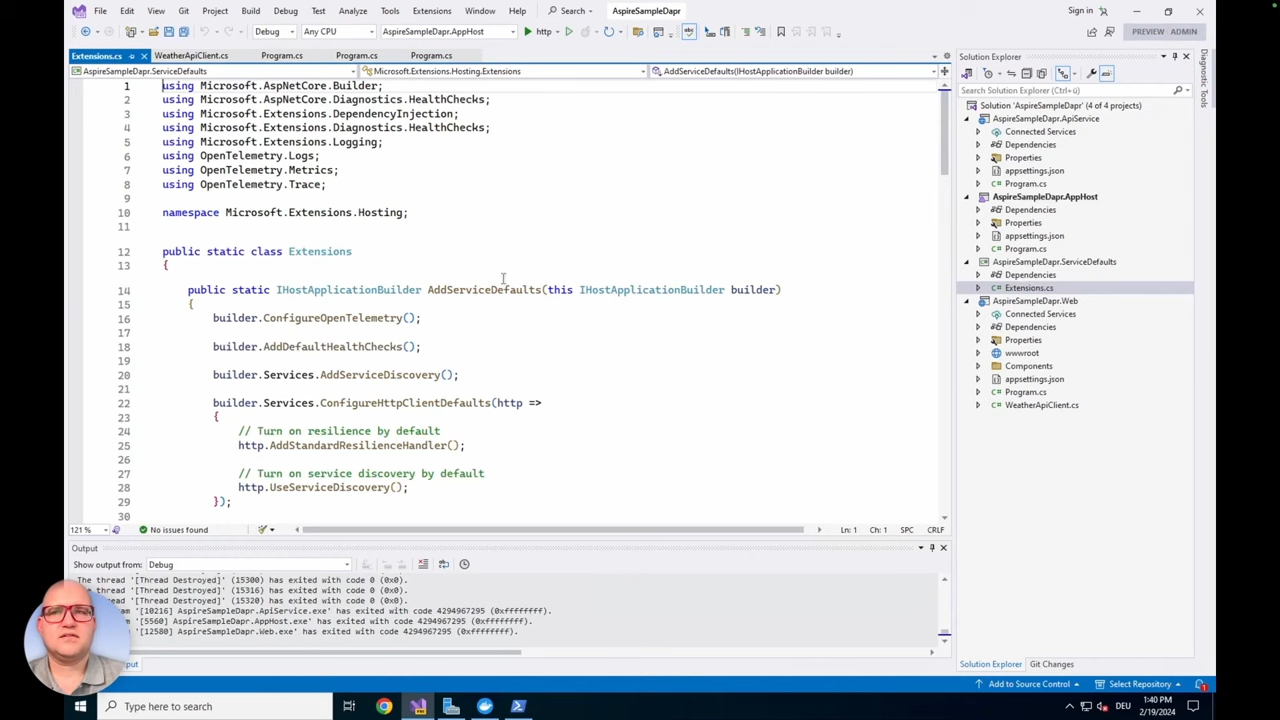 File Edit View Git Project Build Debug Test Analyze Tools Extensions Window Help Search AspireSampleDapr Sign in
Debug Any CPU AspireSampleDapr.AppHost http PREVIEW ADMIN
Extensions.cs WeatherApiClient.cs Program.cs Program.cs Program.cs
AspireSampleDapr.ServiceDefaults Microsoft.Extensions.Hosting.Extensions AddServiceDefaults(IHostApplicationBuilder builder)
1 using Microsoft.AspNetCore.Builder;
2 using Microsoft.AspNetCore.Diagnostics.HealthChecks;
3 using Microsoft.Extensions.DependencyInjection;
4 using Microsoft.Extensions.Diagnostics.HealthChecks;
5 using Microsoft.Extensions.Logging;
6 using OpenTelemetry.Logs;
7 using OpenTelemetry.Metrics;
8 using OpenTelemetry.Trace;
9
10 namespace Microsoft.Extensions.Hosting;
11
12 public static class Extensions
13 {
14 public static IHostApplicationBuilder AddServiceDefaults(this IHostApplicationBuilder builder)
15 {
16 builder.ConfigureOpenTelemetry();
17
18 builder.AddDefaultHealthChecks();
19
20 builder.Services.AddServiceDiscovery();
21
22 builder.Services.ConfigureHttpClientDefaults(http =>
23 {
24 // Turn on resilience by default
25 http.AddStandardResilienceHandler();
26
27 // Turn on service discovery by default
28 http.UseServiceDiscovery();
29 });
30
121 % No issues found Ln: 1 Ch: 1 SPC CRLF
Output
Show output from: Debug
The thread '[Thread Destroyed]' (15300) has exited with code 0 (0x0).
The thread '[Thread Destroyed]' (15316) has exited with code 0 (0x0).
The thread '[Thread Destroyed]' (15320) has exited with code 0 (0x0).
'[10216] AspireSampleDapr.ApiService.exe' has exited with code 4294967295 (0xffffffff).
'[5560] AspireSampleDapr.AppHost.exe' has exited with code 4294967295 (0xffffffff).
'[12580] AspireSampleDapr.Web.exe' has exited with code 4294967295 (0xffffffff).
Solution Explorer
Search Solution Explorer (Ctrl+ü)
Solution 'AspireSampleDapr' (4 of 4 projects)
AspireSampleDapr.ApiService
Connected Services
Dependencies
Properties
appsettings.json
C# Program.cs
AspireSampleDapr.AppHost
Dependencies
Properties
appsettings.json
C# Program.cs
AspireSampleDapr.ServiceDefaults
Dependencies
C# Extensions.cs
AspireSampleDapr.Web
Connected Services
Dependencies
Properties
wwwroot
Components
appsettings.json
C# Program.cs
C# WeatherApiClient.cs
Solution Explorer Git Changes
Diagnostic Tools
Add to Source Control Select Repository 1
Type here to search
DEU 1:40 PM
2/19/2024